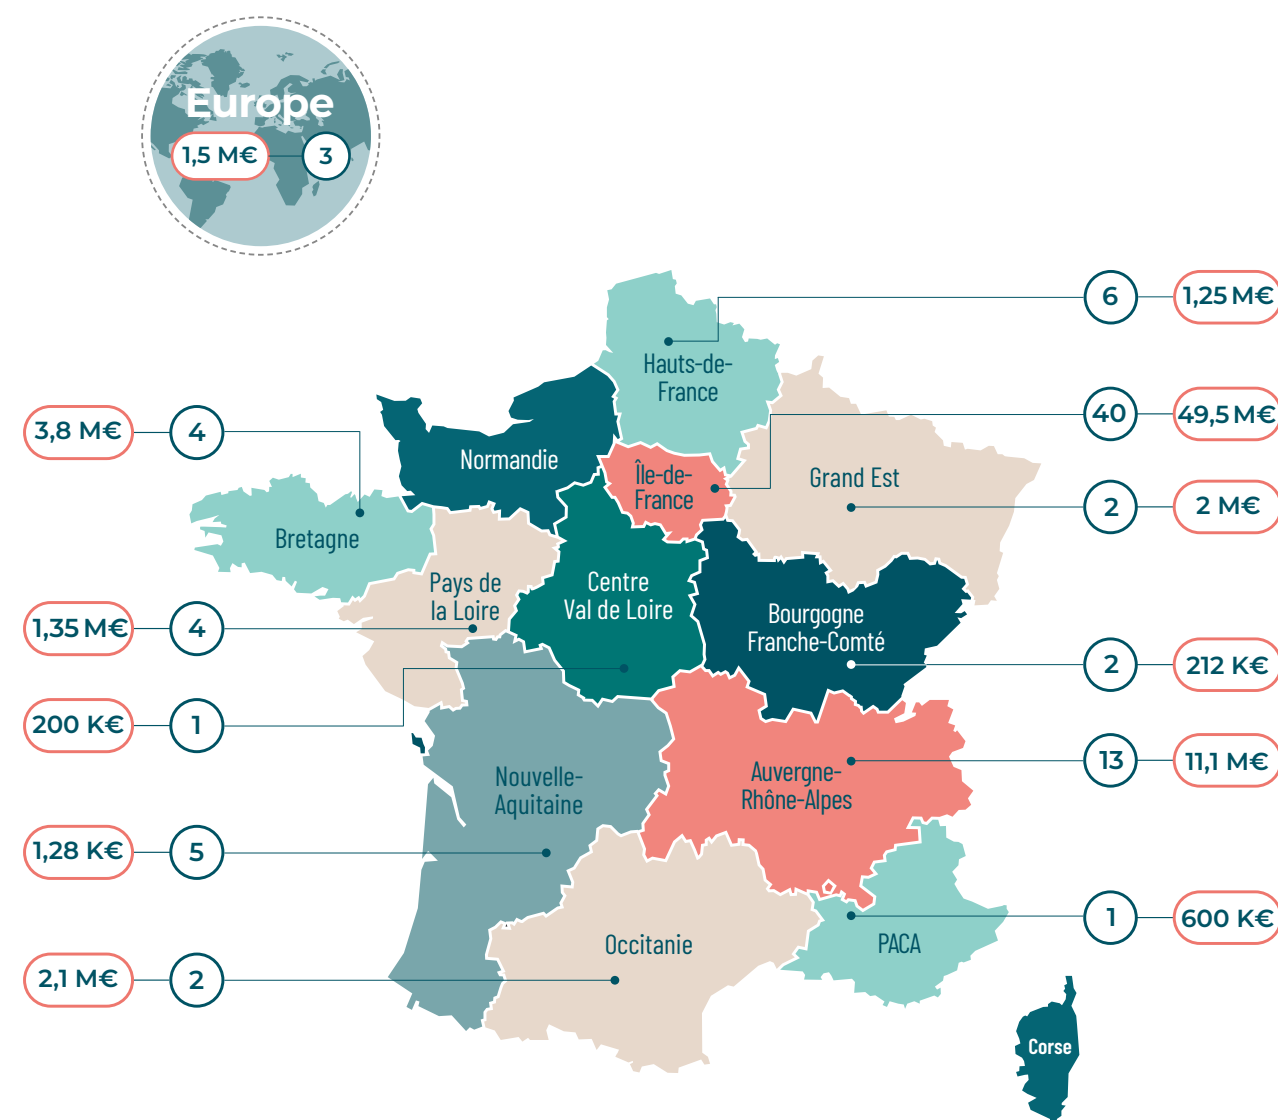 Europe
1,5 M€
3
6
1,25 M€
Hauts-de-
France
40
49,5 M€
3,8 M€
4
Normandie
Île-de-
France
Grand Est
2
2 M€
Bretagne
Pays de
la Loire
Centre
Val de Loire
Bourgogne
Franche-Comté
1,35 M€
4
2
212 K€
200 K€
1
13
11,1 M€
Nouvelle-
Aquitaine
Auvergne-
Rhône-Alpes
1,28 K€
5
1
600 K€
Occitanie
PACA
2,1 M€
2
Corse